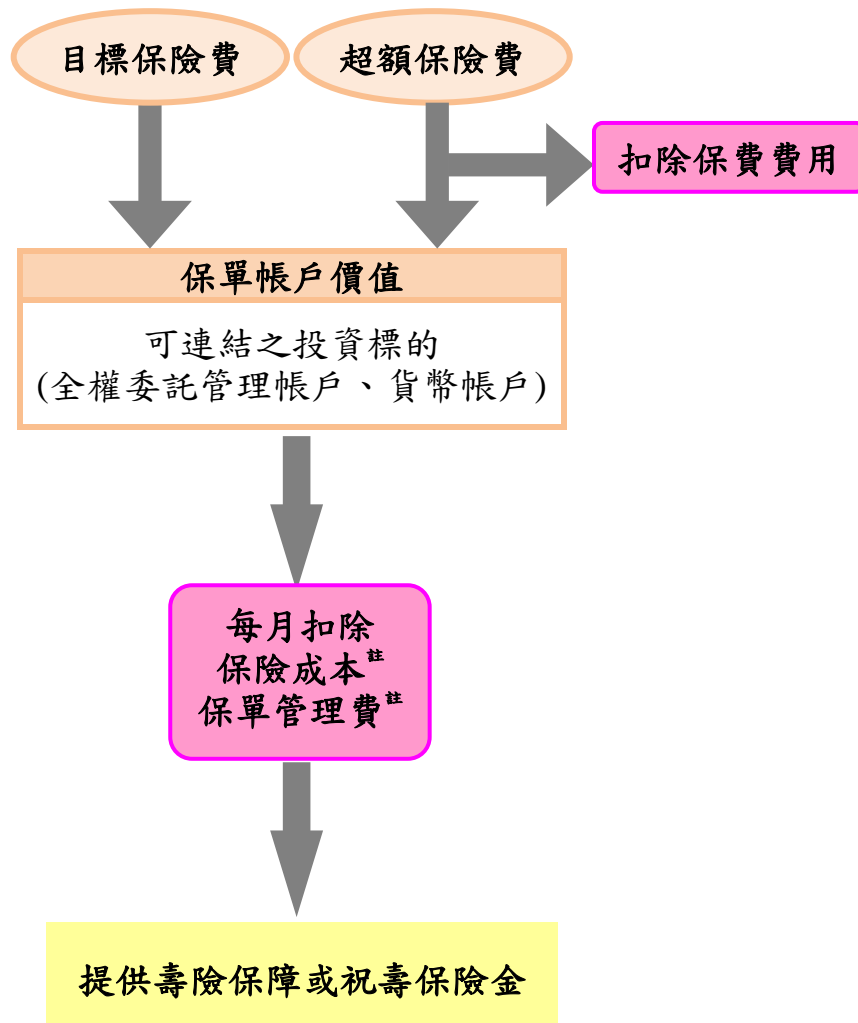 目標保險費
超額保險費
扣除保費費用
保單帳戶價值
可連結之投資標的
(全權委託管理帳戶、貨幣帳戶)
每月扣除
保險成本註
保單管理費註
提供壽險保障或祝壽保險金